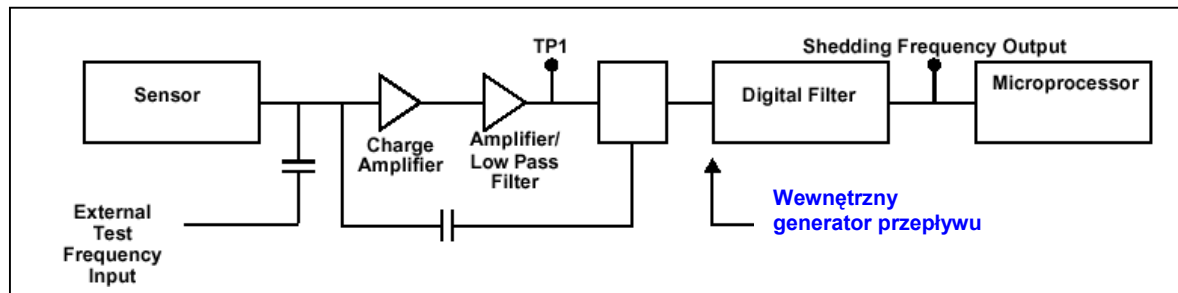 TP1
Shedding Frequency Output
Sensor
Digital Filter
Microprocessor
Charge
Amplifier
Amplifier/
Low Pass
Filter
External
Test
Frequency
Input
Wewnętrzny
generator przepływu